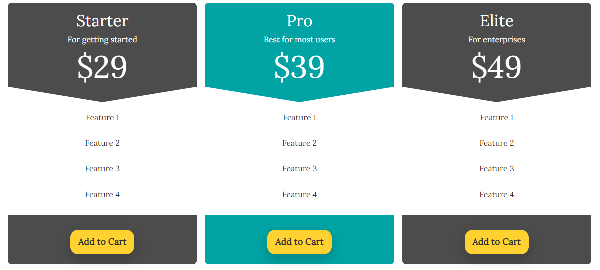 Starter
For getting started
$29
Feature 1
Feature 2
Feature 3
Feature 4
Add to Cart
Pro
Best for most users
$39
Feature 1
Feature 2
Feature 3
Feature 4
Add to Cart
Elite
For enterprises
$49
Feature 1
Feature 2
Feature 3
Feature 4
Add to Cart